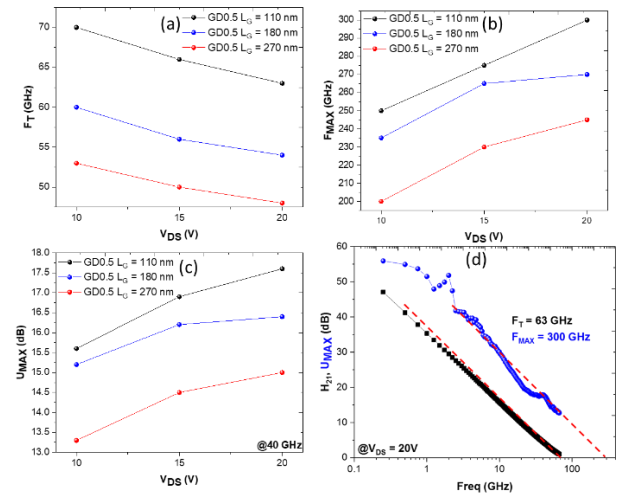 (a)
GD0.5 L_G = 110 nm
GD0.5 L_G = 180 nm
GD0.5 L_G = 270 nm
F_T (GHz)
70
65
60
55
50
10
15
20
V_DS (V)
(b)
GD0.5 L_G = 110 nm
GD0.5 L_G = 180 nm
GD0.5 L_G = 270 nm
F_MAX (GHz)
300
290
280
270
260
250
240
230
220
210
200
10
15
20
V_DS (V)
(c)
GD0.5 L_G = 110 nm
GD0.5 L_G = 180 nm
GD0.5 L_G = 270 nm
U_MAX (dB)
18.0
17.5
17.0
16.5
16.0
15.5
15.0
14.5
14.0
13.5
13.0
@40 GHz
10
15
20
V_DS (V)
(d)
H_21, U_MAX (dB)
60
50
40
30
20
10
0
F_T = 63 GHz
F_MAX = 300 GHz
@V_DS = 20V
0.1
1
10
100
Freq (GHz)